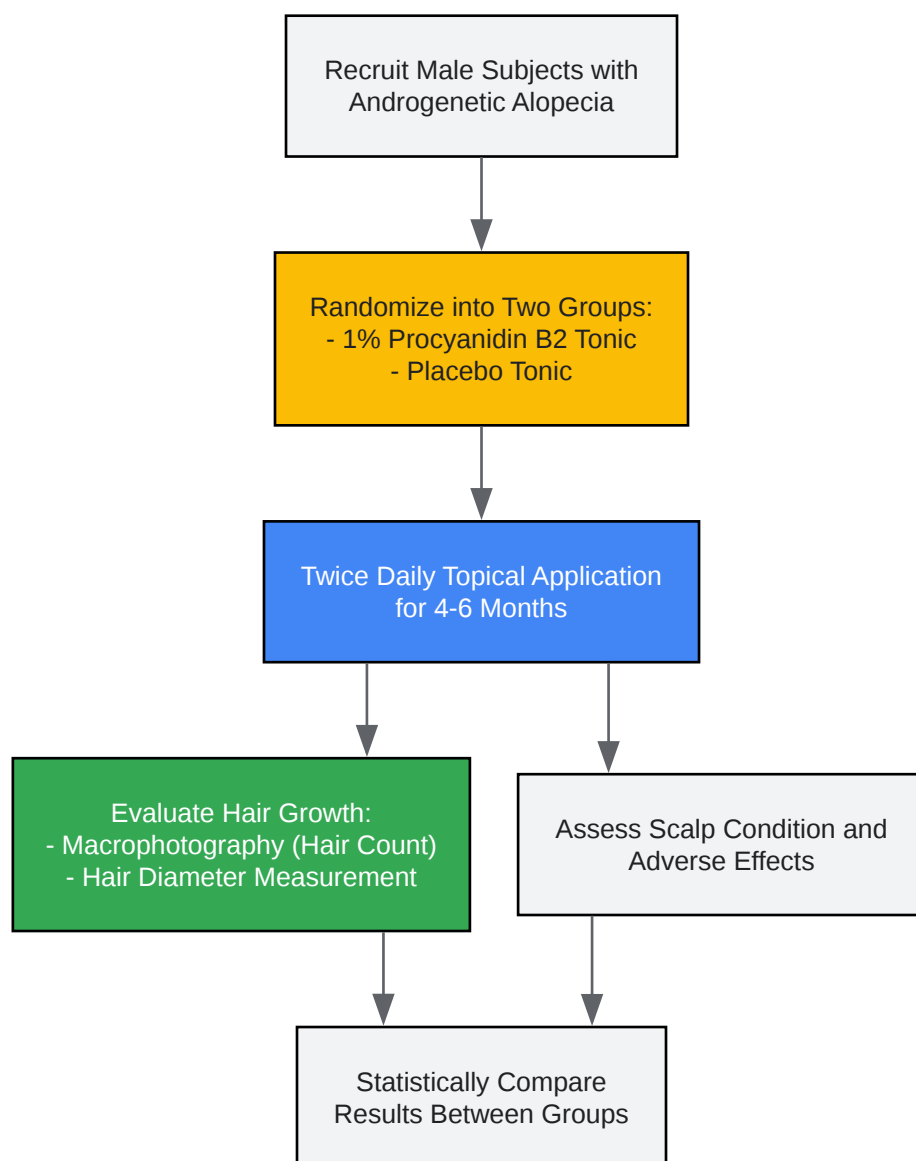 Recruit Male Subjects with
Androgenetic Alopecia
Randomize into Two Groups:
- 1% Procyanidin B2 Tonic
- Placebo Tonic
Twice Daily Topical Application
for 4-6 Months
Evaluate Hair Growth:
- Macrophotography (Hair Count)
- Hair Diameter Measurement
Assess Scalp Condition and
Adverse Effects
Statistically Compare
Results Between Groups